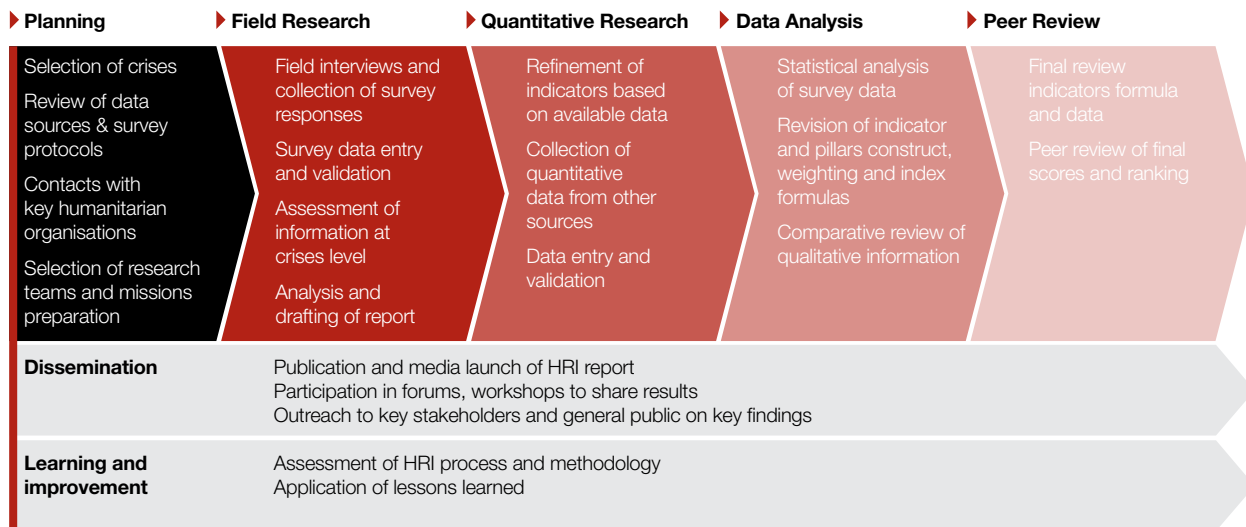 Planning
Field Research
Quantitative Research
Data Analysis
Peer Review
Selection of crises
Review of data
sources & survey
protocols
Contacts with
key humanitarian
organisations
Selection of research
teams and missions
preparation
Field interviews and
collection of survey
responses
Survey data entry
and validation
Assessment of
information at
crises level
Analysis and
drafting of report
Refinement of
indicators based
on available data
Collection of
quantitative
data from other
sources
Data entry and
validation
Statistical analysis
of survey data
Revision of indicator
and pillars construct,
weighting and index
formulas
Comparative review of
qualitative information
Final review
indicators formula
and data
Peer review of final
scores and ranking
Dissemination
Publication and media launch of HRI report
Participation in forums, workshops to share results
Outreach to key stakeholders and general public on key findings
Learning and
improvement
Assessment of HRI process and methodology
Application of lessons learned